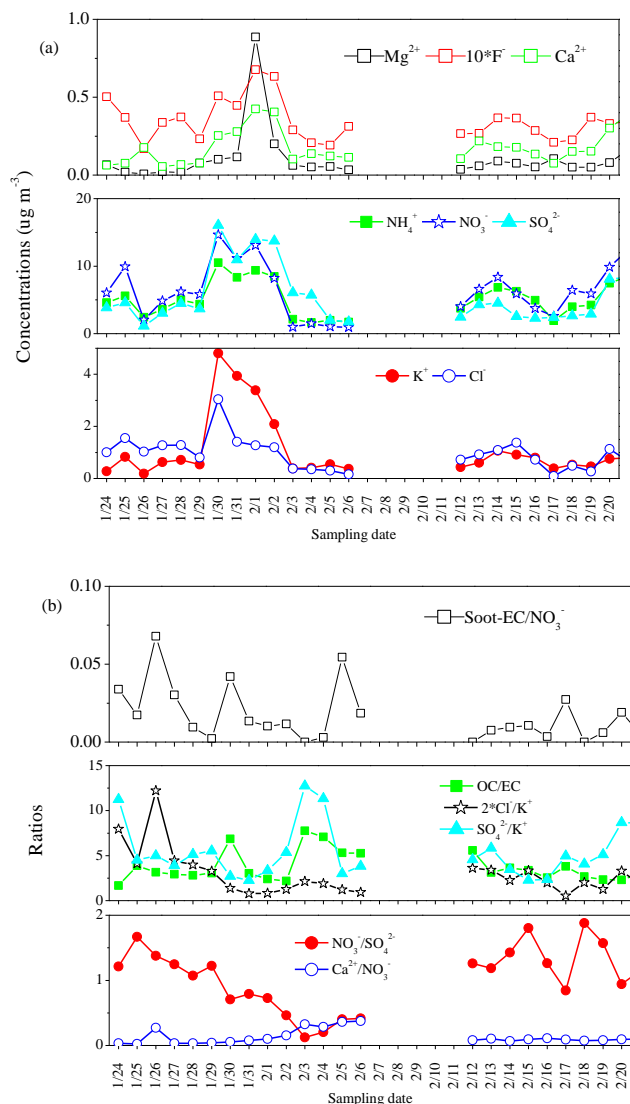 (a)
1.0
0.5
0.0
Mg²⁺ 10*F⁻ Ca²⁺
20
10
0
NH₄⁺ NO₃⁻ SO₄²⁻
4
2
0
K⁺ Cl⁻
Concentrations (ug m⁻³)
1/24 1/25 1/26 1/27 1/28 1/29 1/30 1/31 2/1 2/2 2/3 2/4 2/5 2/6 2/7 2/8 2/9 2/10 2/11 2/12 2/13 2/14 2/15 2/16 2/17 2/18 2/19 2/20
Sampling date
(b)
0.10
0.05
0.00
Soot-EC/NO₃⁻
15
10
5
0
OC/EC
2*Cl⁻/K⁺
SO₄²⁻/K⁺
2
1
0
NO₃⁻/SO₄²⁻
Ca²⁺/NO₃⁻
Ratios
1/24 1/25 1/26 1/27 1/28 1/29 1/30 1/31 2/1 2/2 2/3 2/4 2/5 2/6 2/7 2/8 2/9 2/10 2/11 2/12 2/13 2/14 2/15 2/16 2/17 2/18 2/19 2/20
Sampling date